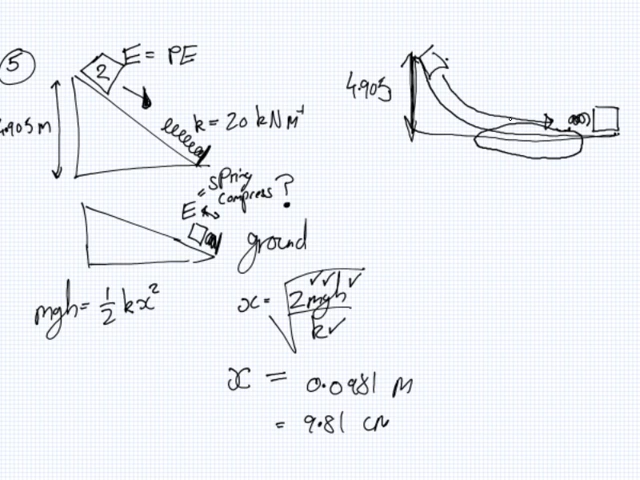 5
2
E = PE
4.905 m
k = 20 kN m⁻¹
E = spring compress?
ground
mgh = 1/2 kx²
x = √(2mgh/k)
x = 0.0981 m
= 9.81 cm
4.905